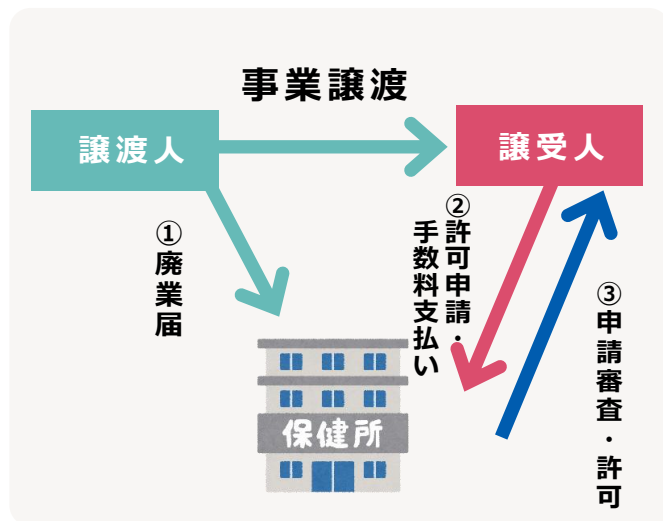 事業譲渡
譲渡人
譲受人
①廃業届
②許可申請・
手数料支払い
③申請審査・許可
保健所